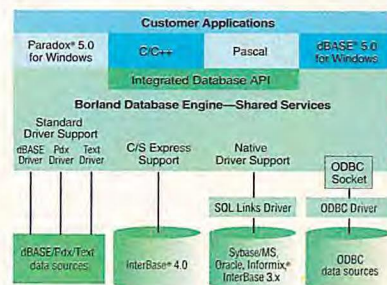 Customer Applications
Paradox® 5.0
for Windows
C/C++
Pascal
dBASE® 5.0
for Windows
Integrated Database API
Borland Database Engine—Shared Services
Standard
Driver Support
dBASE
Driver
Pdx
Driver
Text
Driver
C/S Express
Support
Native
Driver Support
ODBC
Socket
SQL Links Driver
ODBC Driver
dBASE/Pdx/Text
data sources
InterBase® 4.0
Sybase/MS,
Oracle, Informix,®
InterBase 3.x
ODBC
data sources